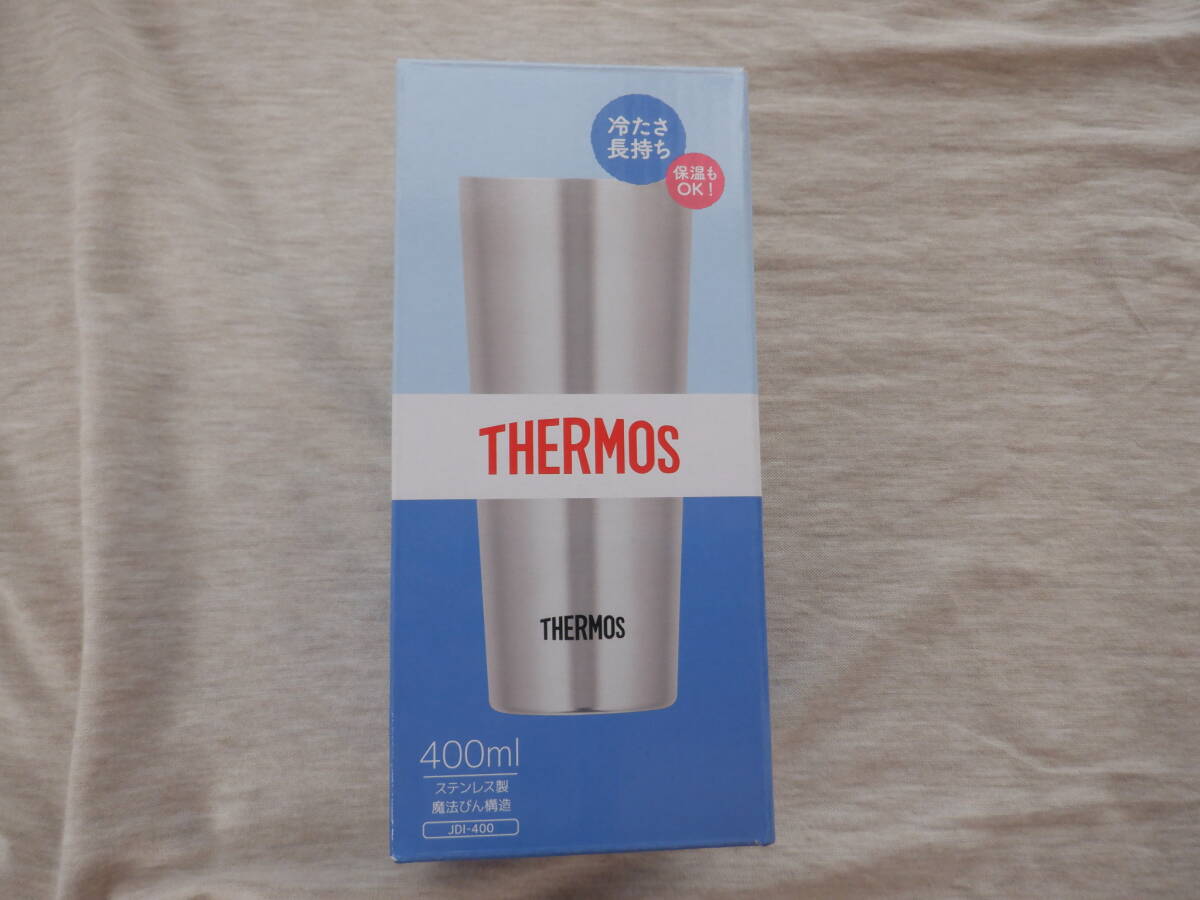 冷たさ
長持ち
保温も
OK!
THERMOS
THERMOS
400ml
ステンレス製
魔法びん構造
JDI-400